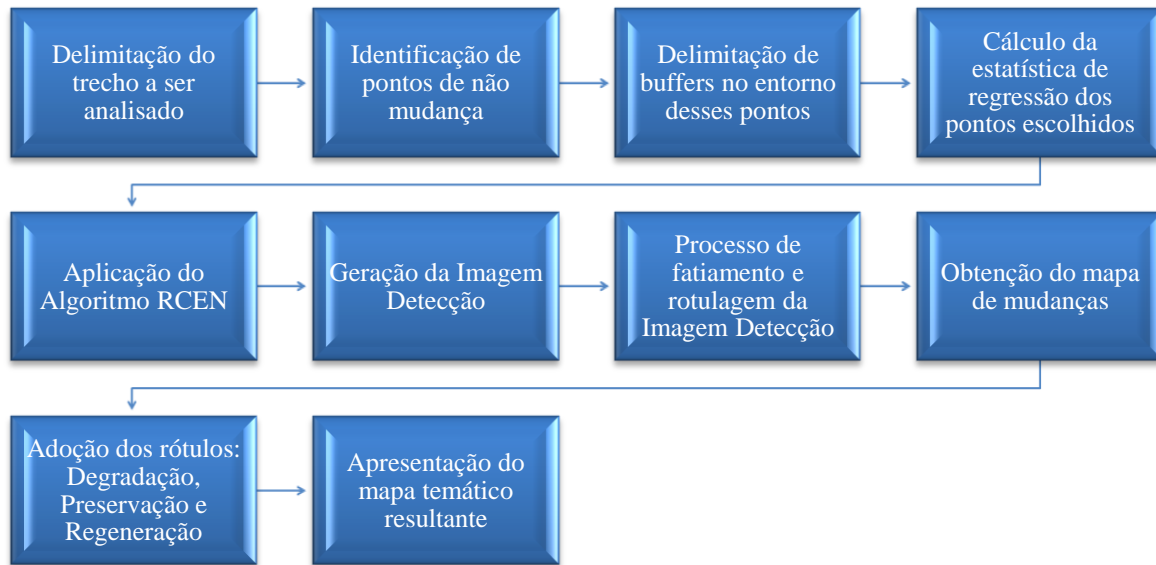 Delimitação do
trecho a ser
analisado
Identificação de
pontos de não
mudança
Delimitação de
buffers no entorno
desses pontos
Cálculo da
estatística de
regressão dos
pontos escolhidos
Aplicação do
Algoritmo RCEN
Geração da Imagem
Detecção
Processo de
fatiamento e
rotulagem da
Imagem Detecção
Obtenção do mapa
de mudanças
Adoção dos rótulos:
Degradação,
Preservação e
Regeneração
Apresentação do
mapa temático
resultante